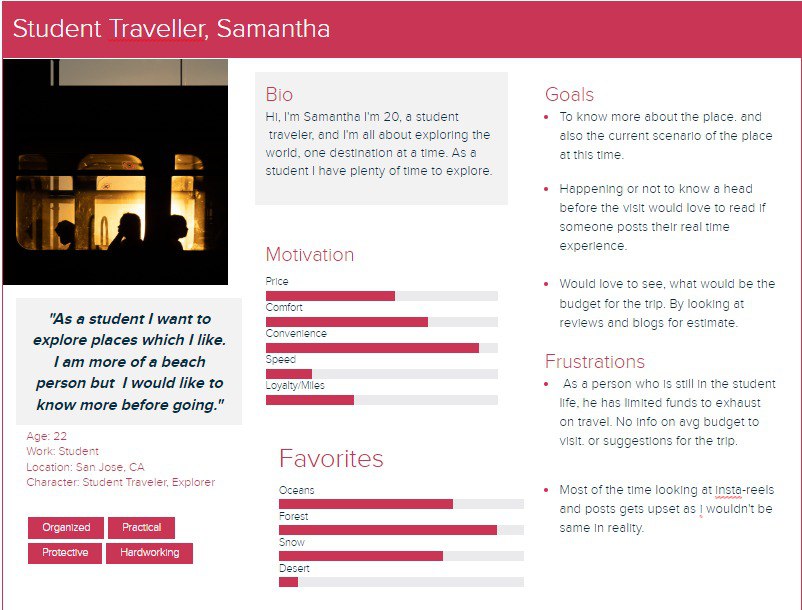 Student Traveller, Samantha
"As a student I want to
explore places which I like.
I am more of a beach
person but I would like to
know more before going."
Age: 22
Work: Student
Location: San Jose, CA
Character: Student Traveler, Explorer
Organized Practical
Protective Hardworking
Bio
Hi, I'm Samantha I'm 20, a student
traveler, and I'm all about exploring the
world, one destination at a time. As a
student I have plenty of time to explore.
Motivation
Price
Comfort
Convenience
Speed
Loyalty/Miles
Favorites
Oceans
Forest
Snow
Desert
Goals
• To know more about the place. and
also the current scenario of the place
at this time.
• Happening or not to know a head
before the visit would love to read if
someone posts their real time
experience.
• Would love to see, what would be the
budget for the trip. By looking at
reviews and blogs for estimate.
Frustrations
• As a person who is still in the student
life, he has limited funds to exhaust
on travel. No info on avg budget to
visit. or suggestions for the trip.
• Most of the time looking at insta-reels
and posts gets upset as i wouldn't be
same in reality.